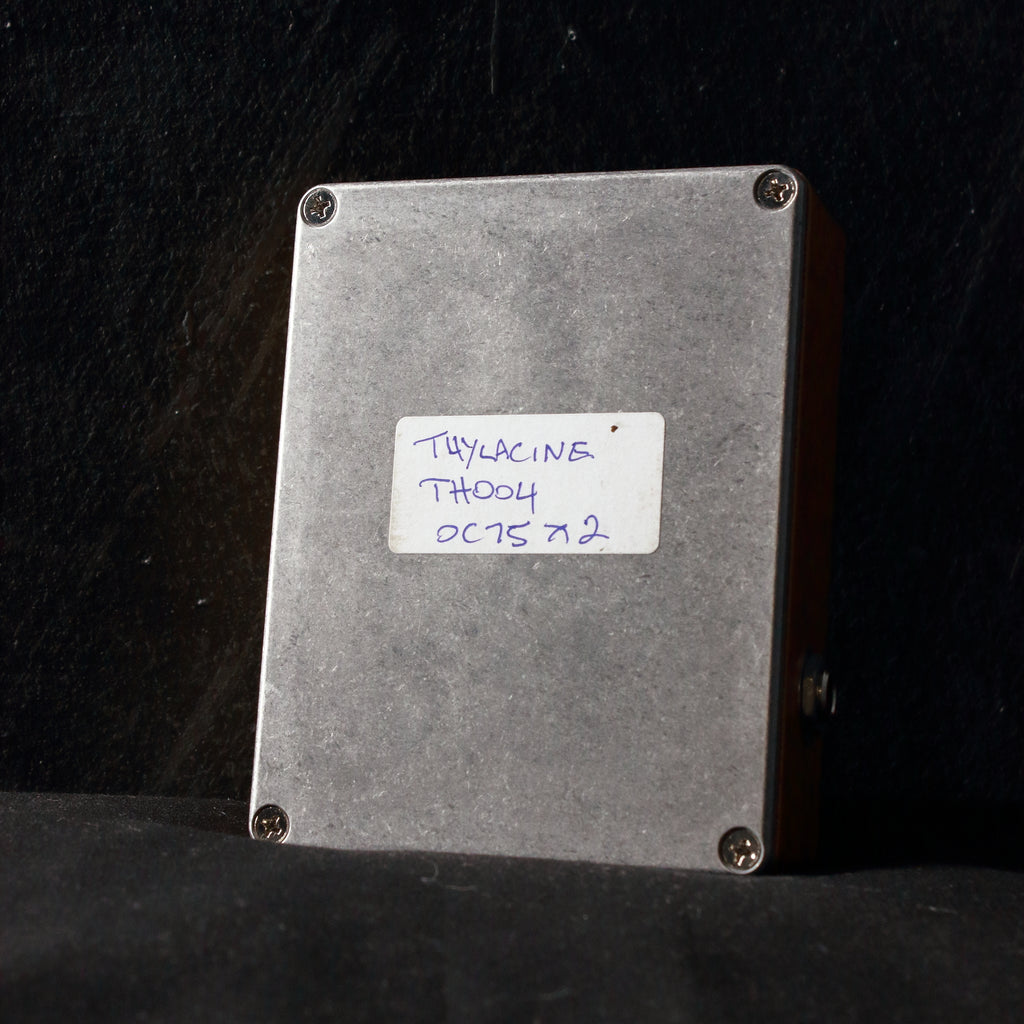 THYLACINE
TH004
OC75 x2